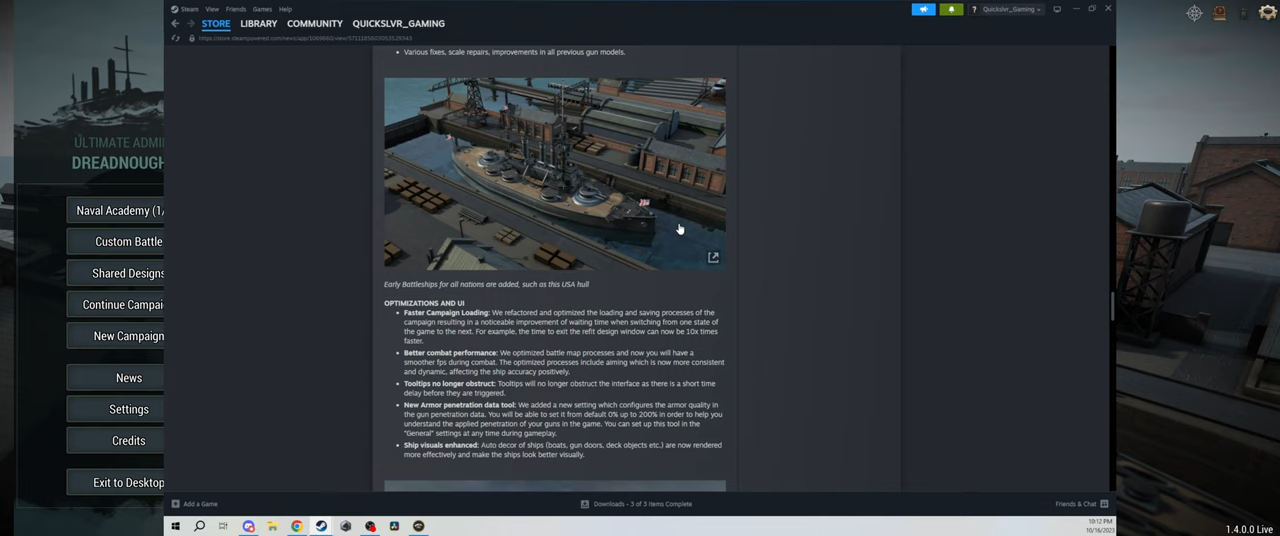 Steam View Friends Games Help
Quickslvr_Gaming
STORE LIBRARY COMMUNITY QUICKSLVR_GAMING
• Various fixes, scale repairs, improvements in all previous gun models.
ULTIMATE ADMI
DREADNOUGH
Naval Academy (1/
Custom Battle
Shared Designs
Continue Campai
New Campaign
News
Settings
Credits
Exit to Desktop
Early Battleships for all nations are added, such as this USA hull
OPTIMIZATIONS AND UI
• Faster Campaign Loading: We refactored and optimized the loading and saving processes of the
campaign resulting in a noticeable improvement of waiting time when switching from one state of
the game to the next. For example, the time to exit the refit design window can now be 10x times
faster.
• Better combat performance: We optimized battle map processes and now you will have a
smoother fps during combat. The optimized processes include aiming which is now more consistent
and dynamic, affecting the ship accuracy positively.
• Tooltips no longer obstruct: Tooltips will no longer obstruct the interface as there is a short time
delay before they are triggered.
• New Armor penetration data tool: We added a new setting which configures the armor quality in
the gun penetration data. You will be able to set it from default 0% up to 200% in order to help you
understand the applied penetration of your guns in the game. You can set up this tool in the
"General" settings at any time during gameplay.
• Ship visuals enhanced: Auto decor of ships (boats, gun doors, deck objects etc.) are now rendered
more effectively and make the ships look better visually.
Add a Game
Downloads - 3 of 3 Items Complete
Friends & Chat
10:12 PM
10/16/2023
1.4.0.0 Live